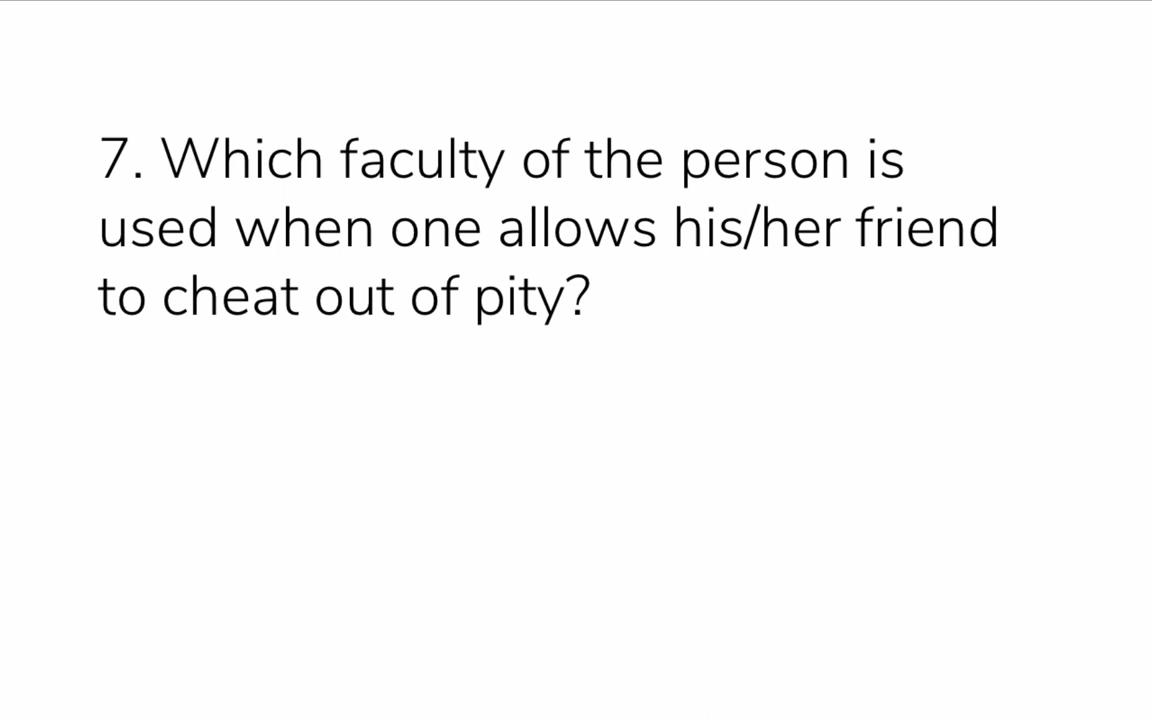 7. Which faculty of the person is
used when one allows his/her friend
to cheat out of pity?